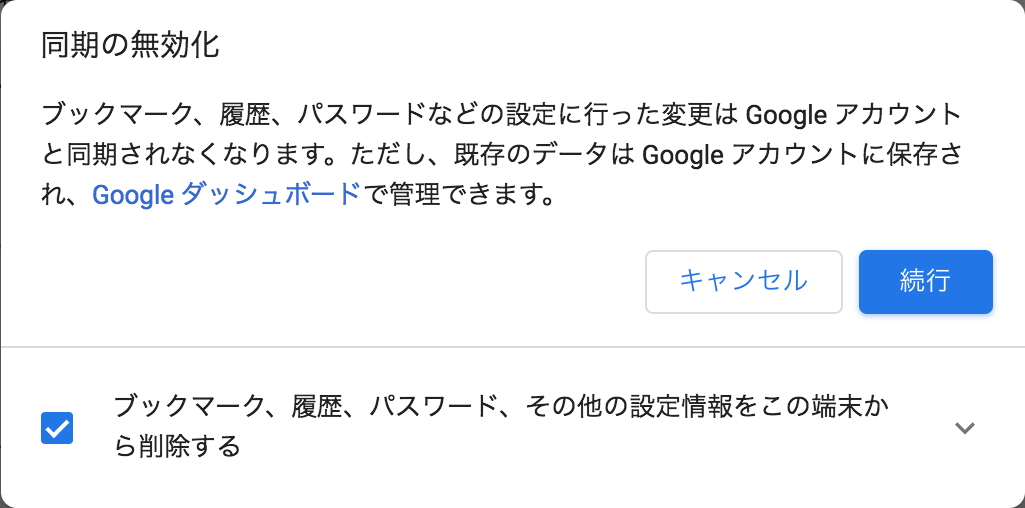 同期の無効化
ブックマーク、履歴、パスワードなどの設定に行った変更は Google アカウント
と同期されなくなります。ただし、既存のデータは Google アカウントに保存さ
れ、Google ダッシュボードで管理できます。
キャンセル
続行
ブックマーク、履歴、パスワード、その他の設定情報をこの端末か
ら削除する